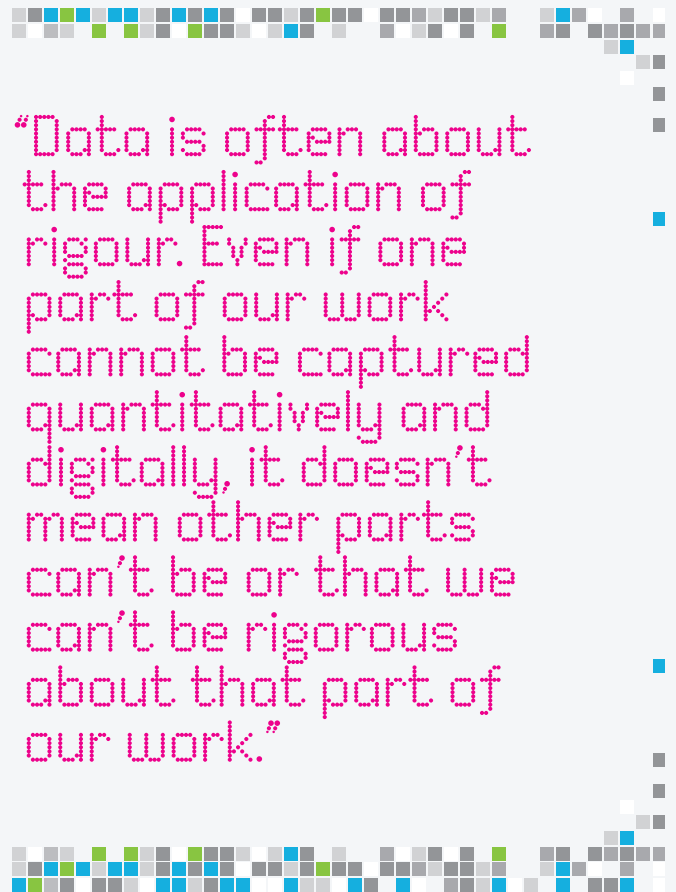 “Data is often about
the application of
rigour. Even if one
part of our work
cannot be captured
quantitatively and
digitally, it doesn’t
mean other parts
can’t be or that we
can’t be rigorous
about that part of
our work.”